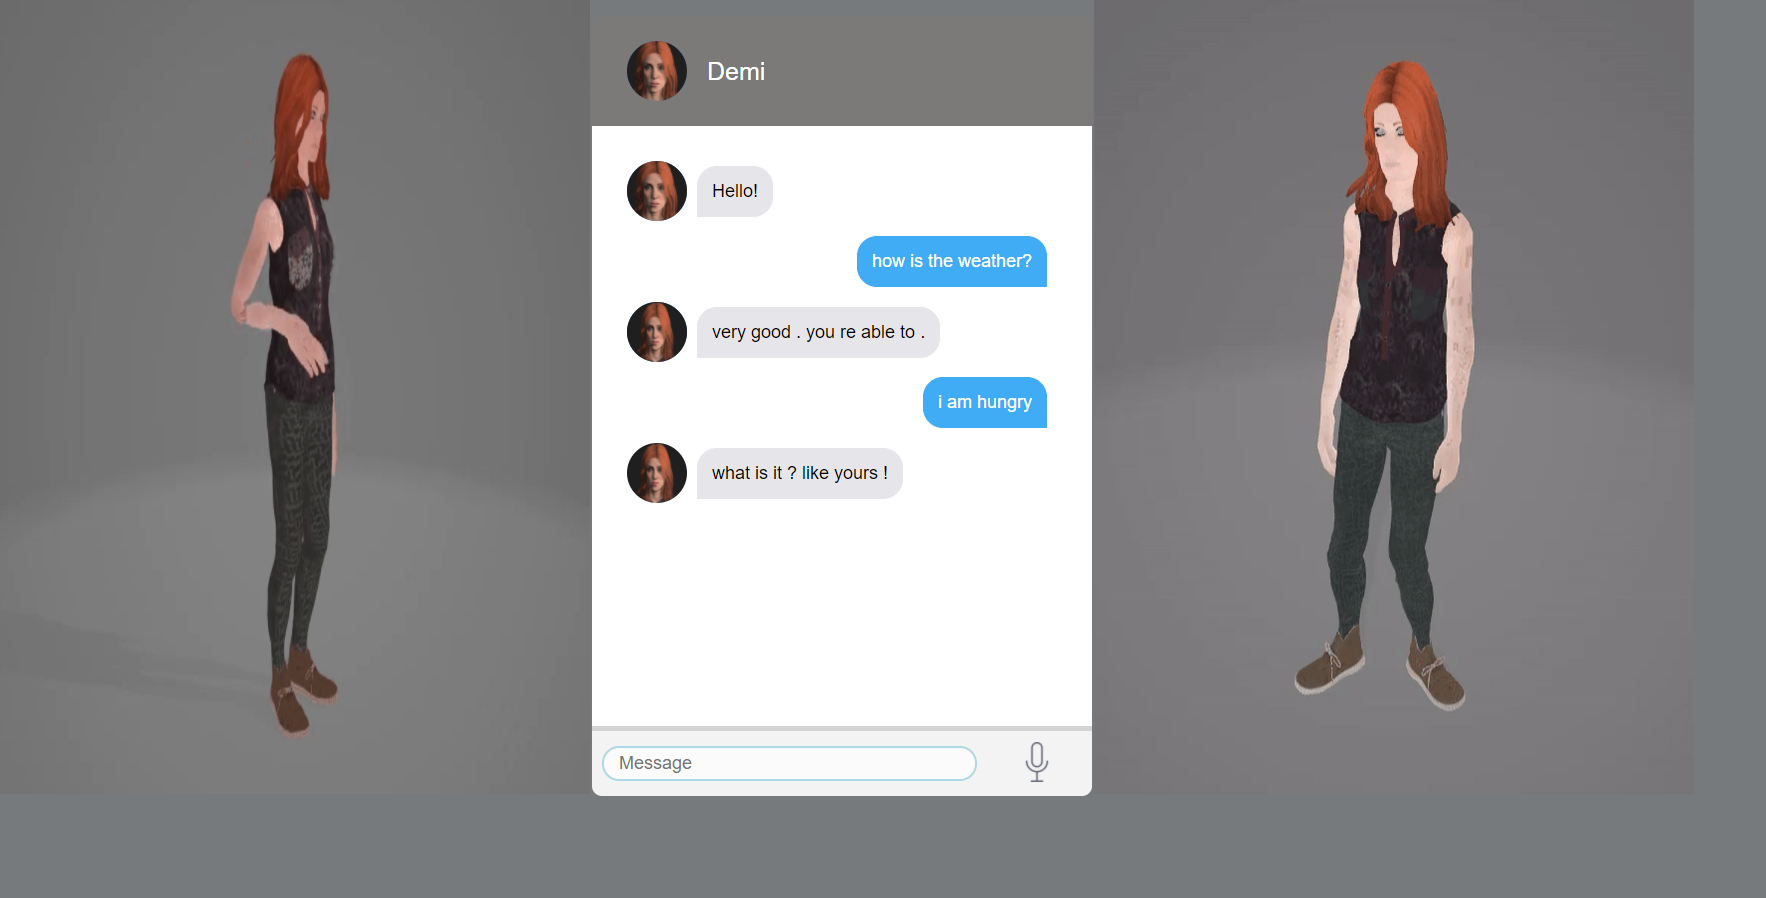 Demi
Hello!
how is the weather?
very good . you re able to .
i am hungry
what is it ? like yours !
Message